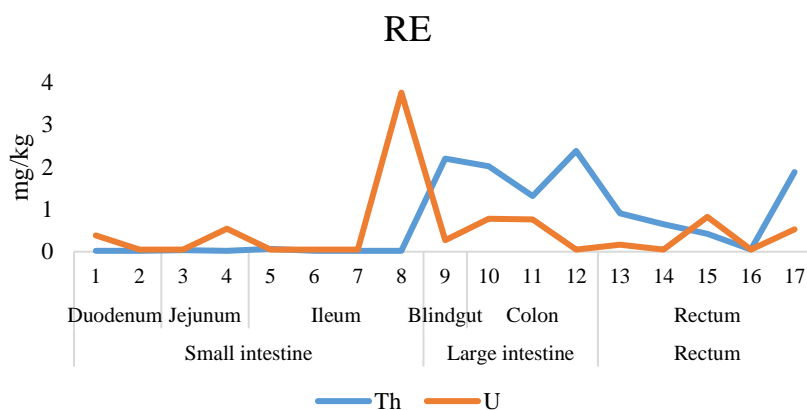 RE
4
3
2
1
0
mg/kg
1 2 3 4 5 6 7 8 9 10 11 12 13 14 15 16 17
Duodenum Jejunum Ileum Blindgut Colon Rectum
Small intestine Large intestine Rectum
Th U